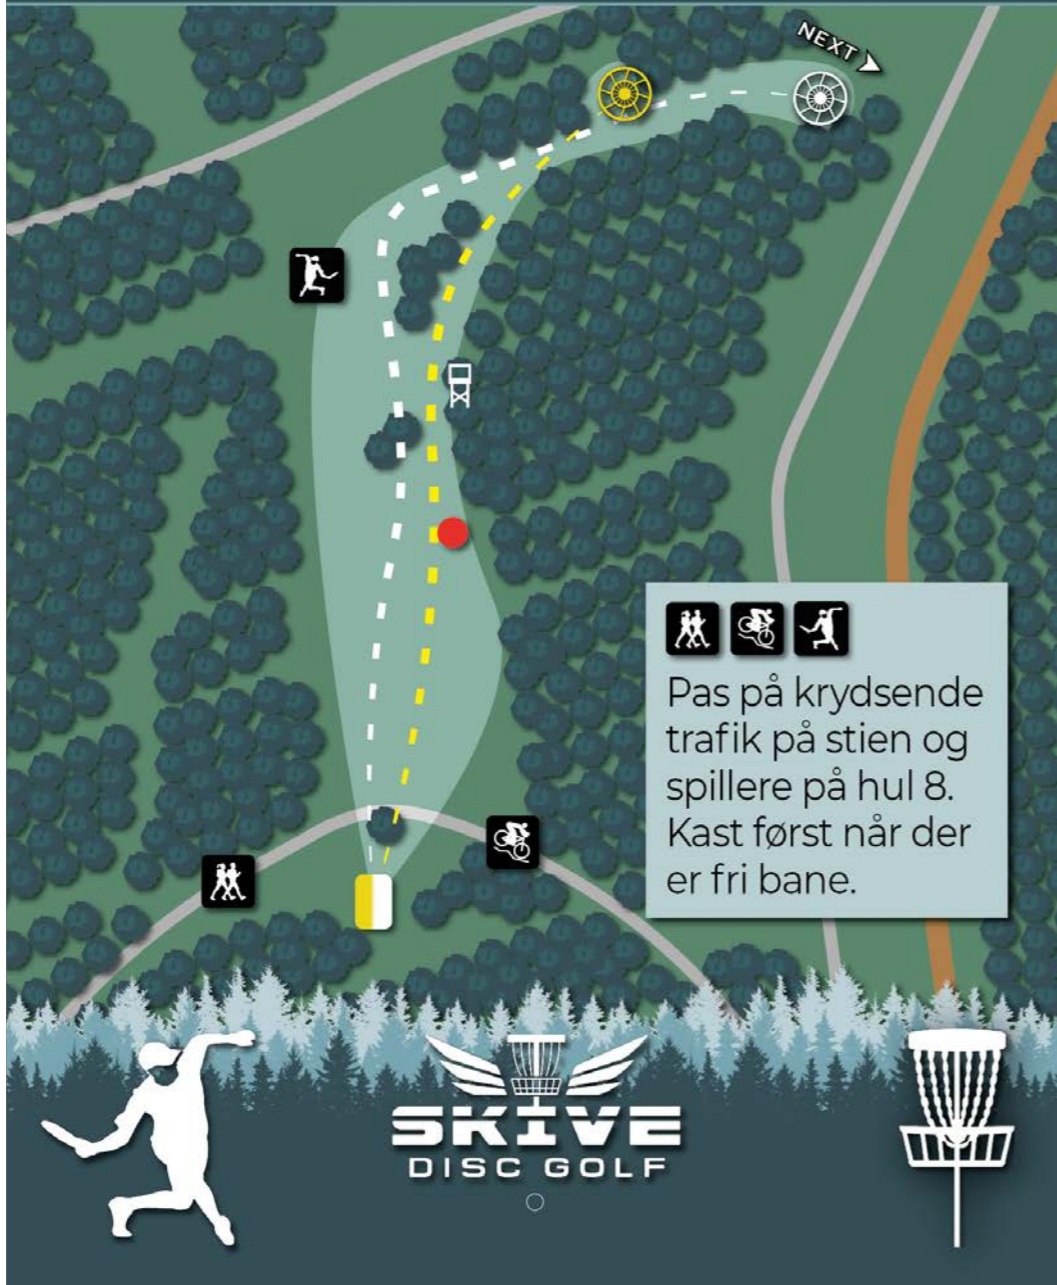 NEXT
Pas på krydsende
trafik på stien og
spillere på hul 8.
Kast først når der
er fri bane.
SKIVE
DISC GOLF